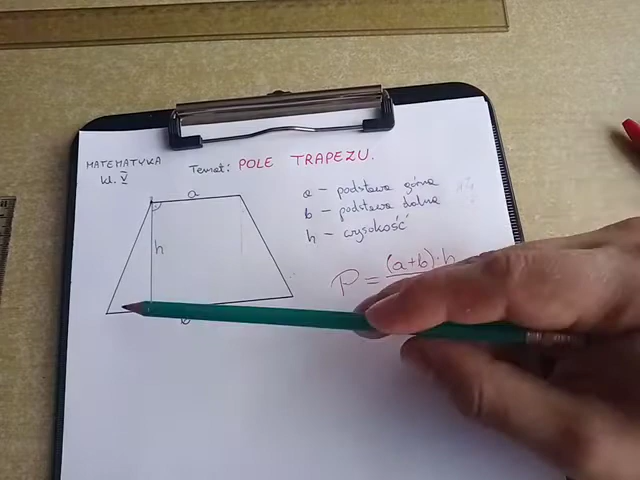 MATEMATYKA
kl. V
Temat: POLE TRAPEZU.
a
h
a - podstawa górna
b - podstawa dolna
h - wysokość
P = (a+b)·h